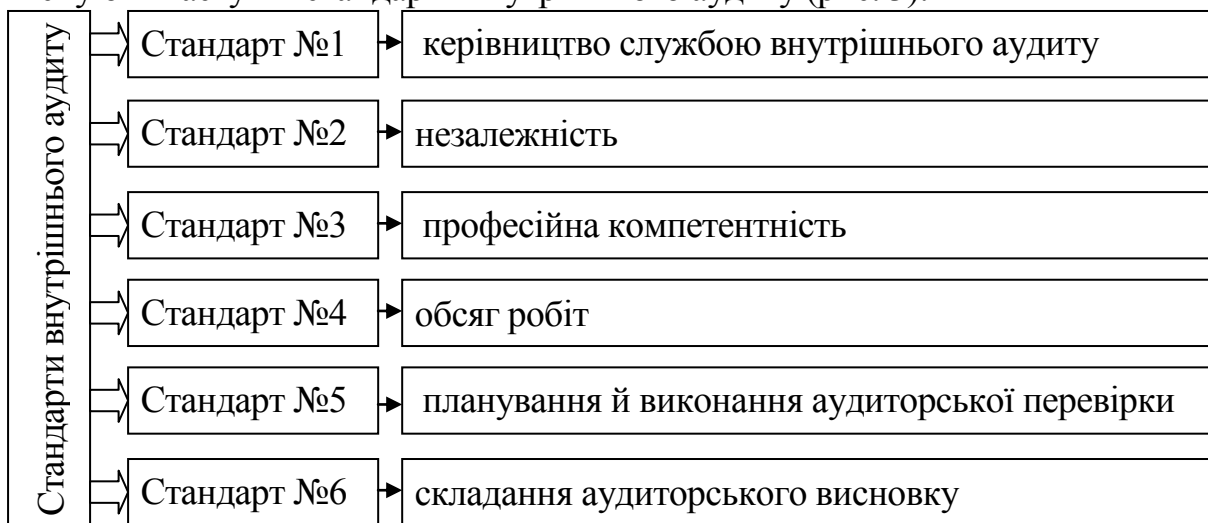 Стандарти внутрішнього аудиту
Стандарт №1 керівництво службою внутрішнього аудиту
Стандарт №2 незалежність
Стандарт №3 професійна компетентність
Стандарт №4 обсяг робіт
Стандарт №5 планування й виконання аудиторської перевірки
Стандарт №6 складання аудиторського висновку